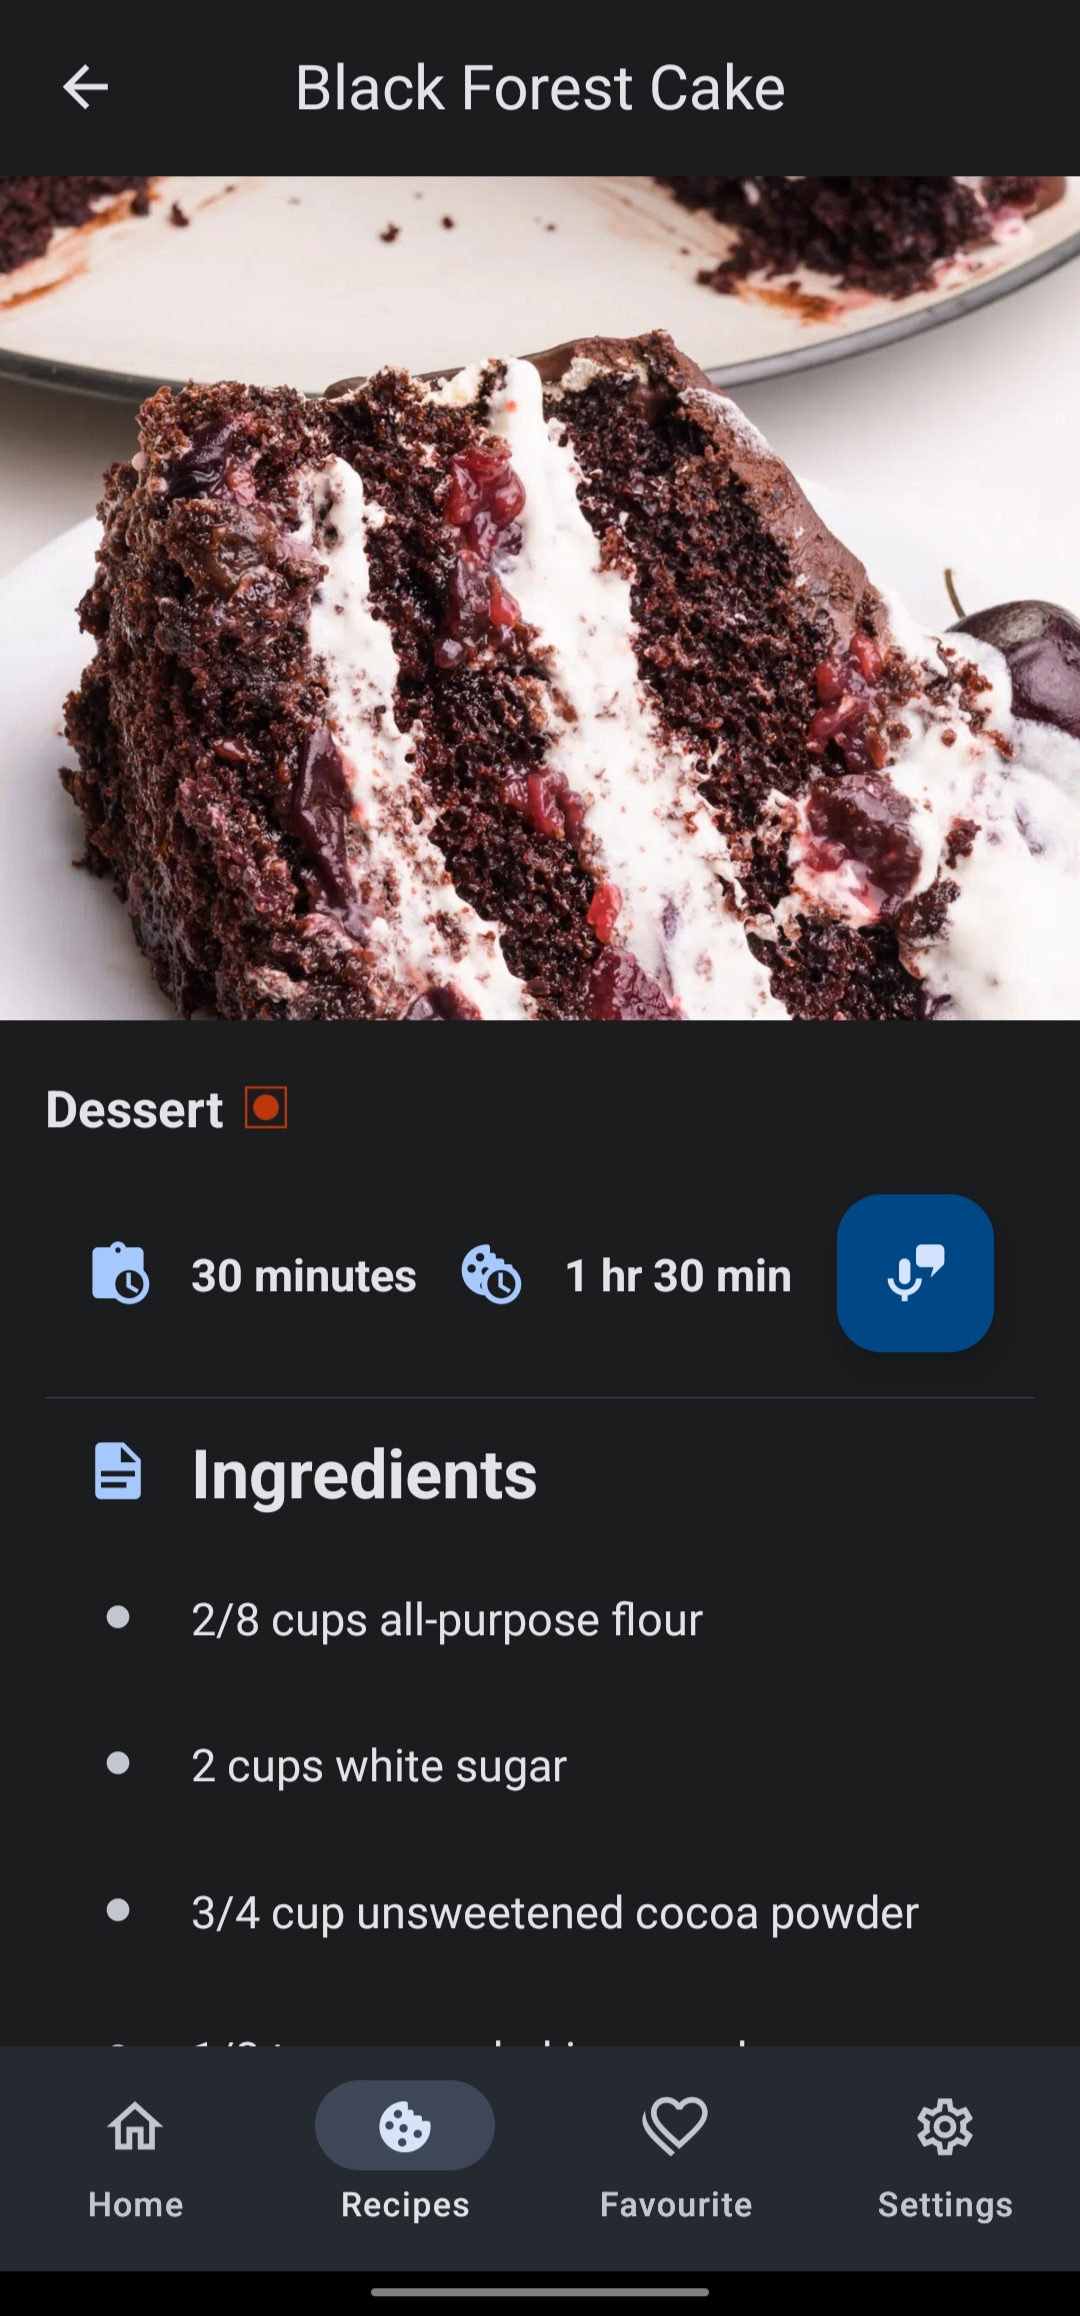 Black Forest Cake
Dessert
30 minutes
1 hr 30 min
Ingredients
2/8 cups all-purpose flour
2 cups white sugar
3/4 cup unsweetened cocoa powder
Home
Recipes
Favourite
Settings